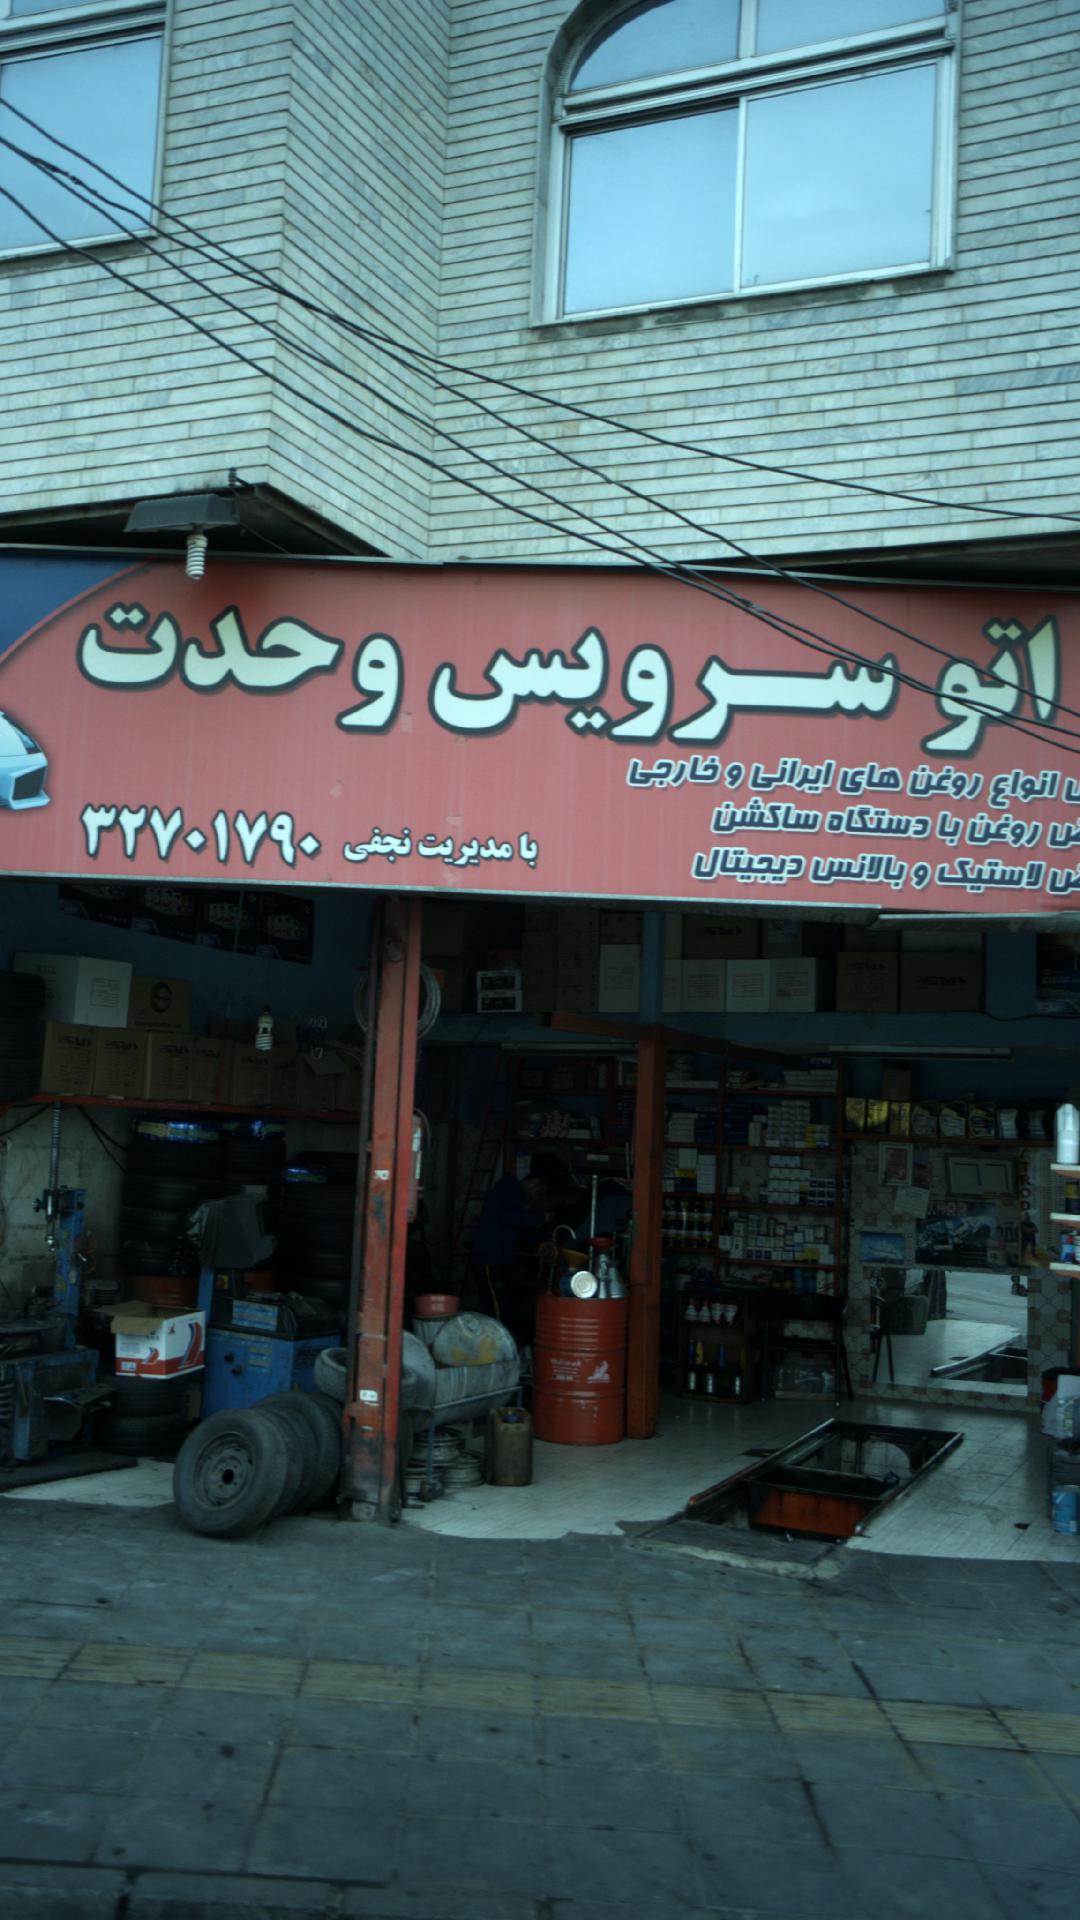 اتو سرویس وحدت
انواع روغن های ایرانی و خارجی
روغن با دستگاه ساکشن
لاستیک و بالانس دیجیتال
با مدیریت نجفی ۳۲۷۰۱۷۹۰